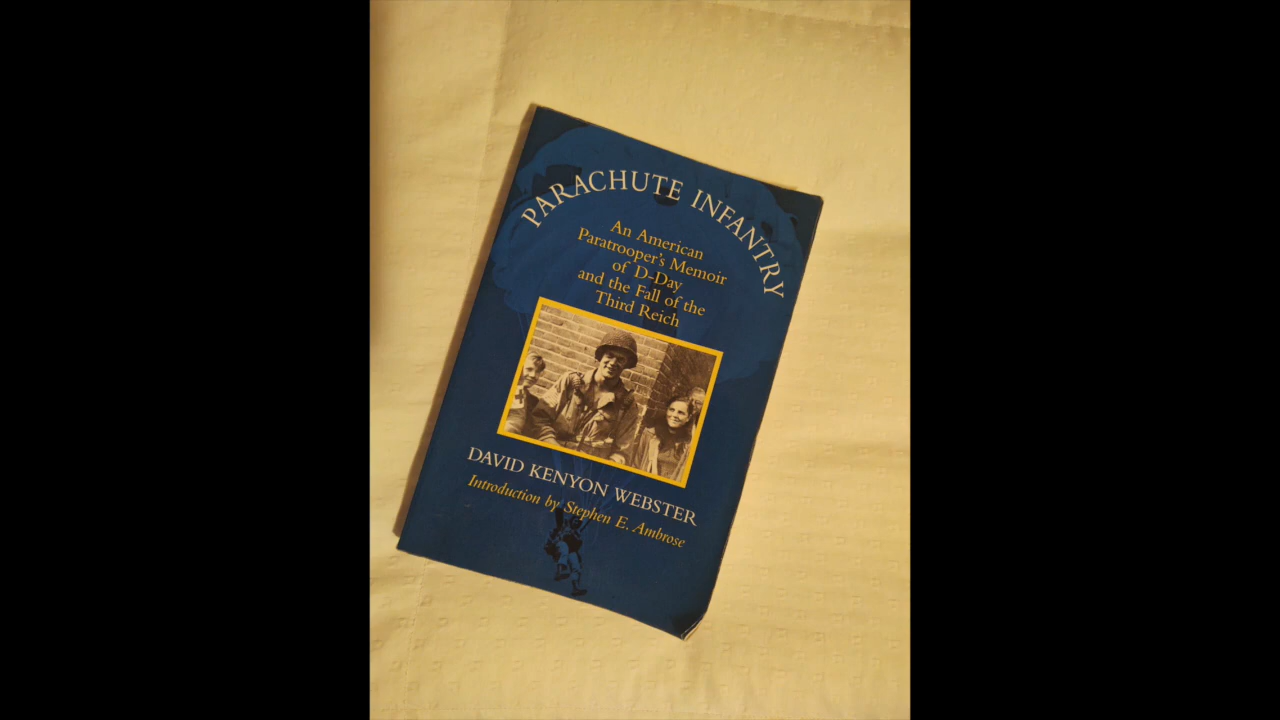 PARACHUTE INFANTRY
An American
Paratrooper's Memoir
of D-Day
and the Fall of the
Third Reich
DAVID KENYON WEBSTER
Introduction by Stephen E. Ambrose